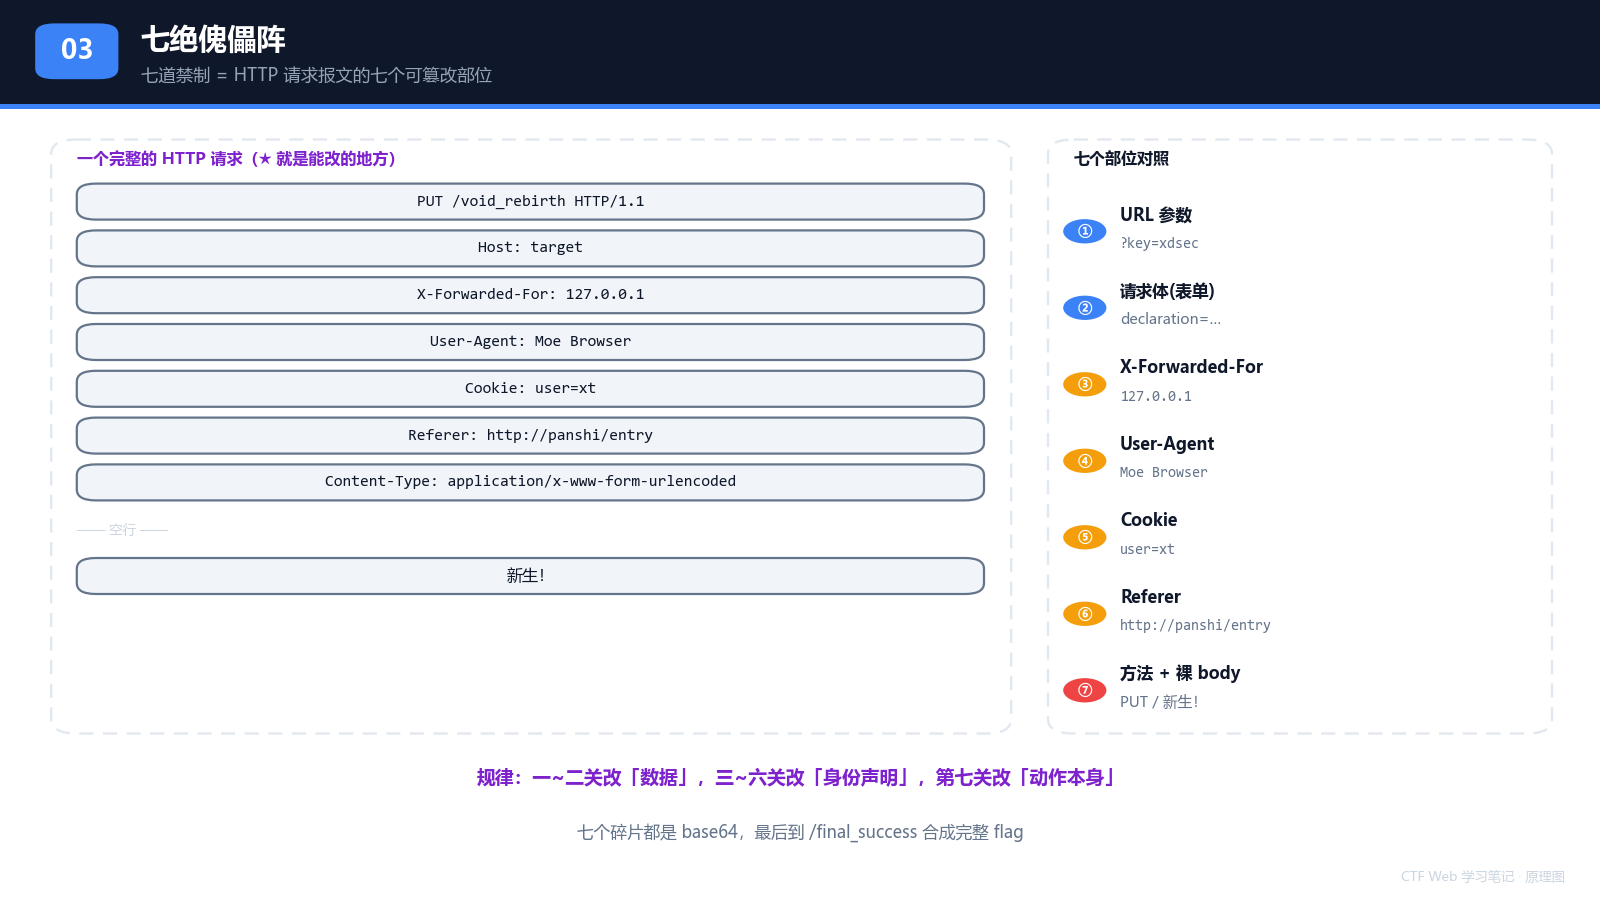 03
七绝傀儡阵
七道禁制 = HTTP 请求报文的七个可篡改部位
一个完整的 HTTP 请求（★ 就是能改的地方）
PUT /void_rebirth HTTP/1.1
Host: target
X-Forwarded-For: 127.0.0.1
User-Agent: Moe Browser
Cookie: user=xt
Referer: http://panshi/entry
Content-Type: application/x-www-form-urlencoded
—— 空行 ——
新生！
七个部位对照
① URL 参数
?key=xdsec
② 请求体(表单)
declaration=...
③ X-Forwarded-For
127.0.0.1
④ User-Agent
Moe Browser
⑤ Cookie
user=xt
⑥ Referer
http://panshi/entry
⑦ 方法 + 裸 body
PUT / 新生！
规律：一~二关改「数据」，三~六关改「身份声明」，第七关改「动作本身」
七个碎片都是 base64，最后到 /final_success 合成完整 flag
CTF Web 学习笔记 · 原理图